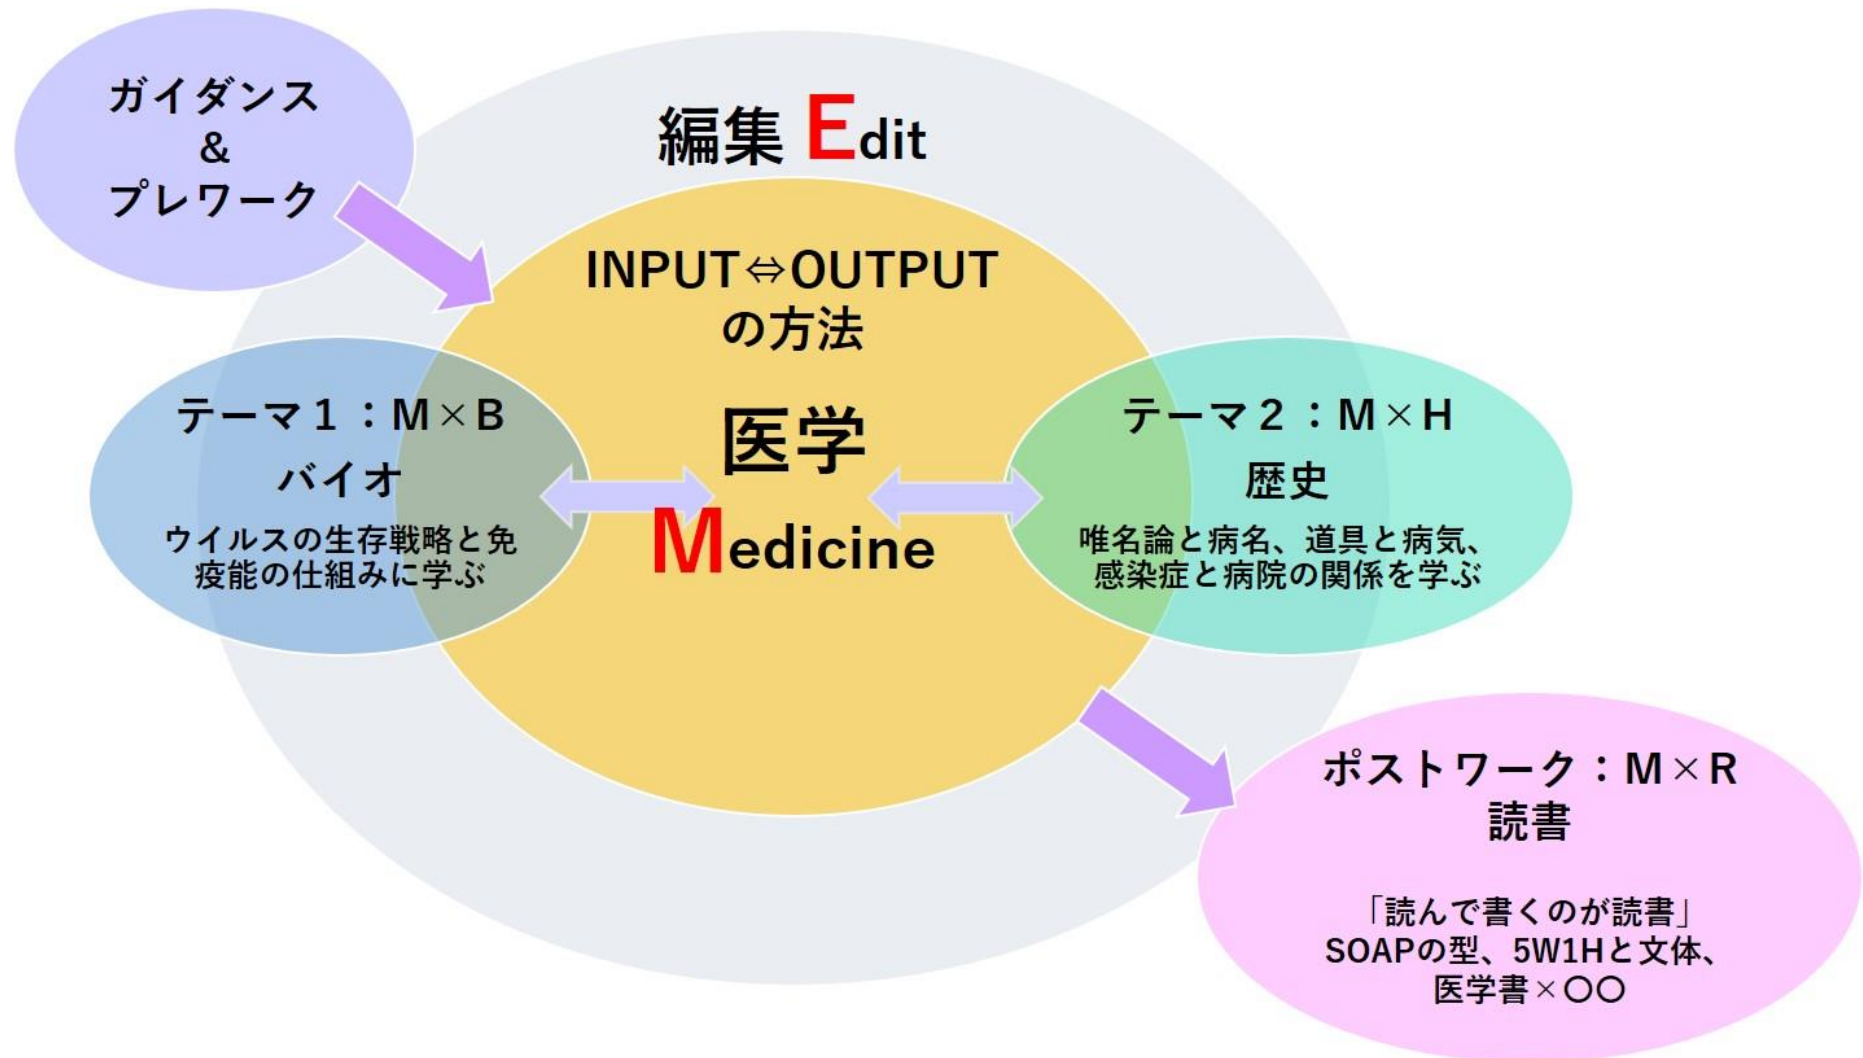 ガイダンス
&
プレワーク
編集 Edit
INPUT⇔OUTPUT
の方法
医学
Medicine
テーマ１：M×B
バイオ
ウイルスの生存戦略と免
疫能の仕組みに学ぶ
テーマ２：M×H
歴史
唯名論と病名、道具と病気、
感染症と病院の関係を学ぶ
ポストワーク：M×R
読書
「読んで書くのが読書」
SOAPの型、5W1Hと文体、
医学書×〇〇